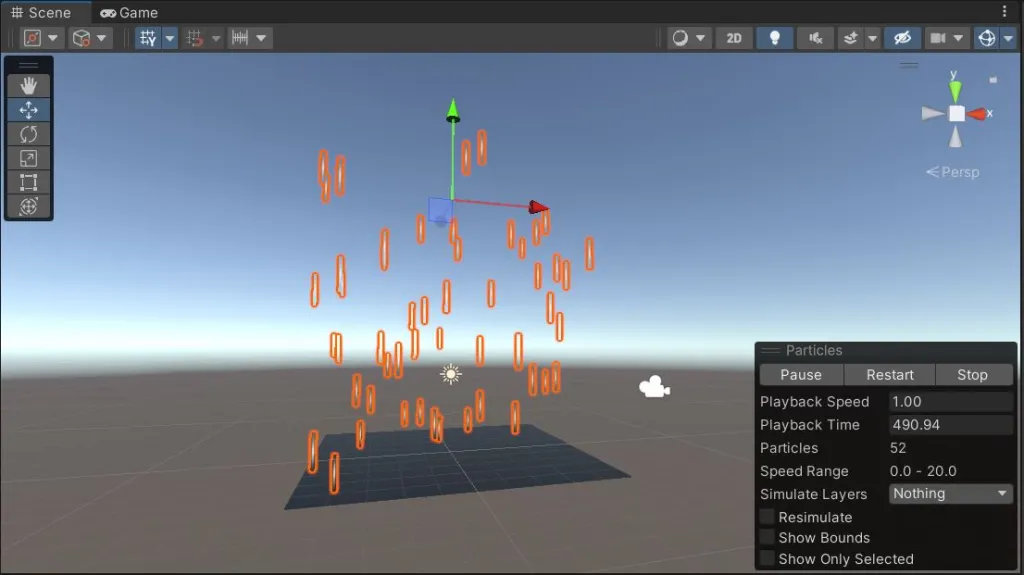 Scene Game
2D
y
x
Persp
Particles
Pause Restart Stop
Playback Speed 1.00
Playback Time 490.94
Particles 52
Speed Range 0.0 - 20.0
Simulate Layers Nothing
Resimulate
Show Bounds
Show Only Selected